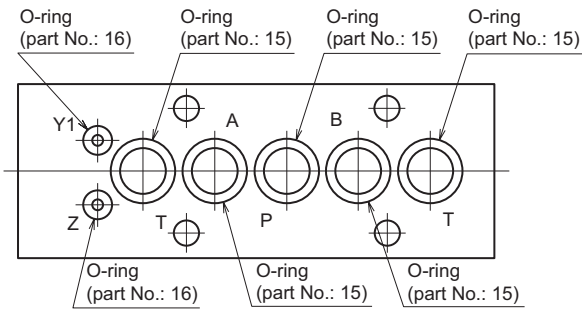 O-ring
(part No.: 16)
O-ring
(part No.: 15)
O-ring
(part No.: 15)
O-ring
(part No.: 15)
Y1
A
B
Z
T
P
T
O-ring
(part No.: 16)
O-ring
(part No.: 15)
O-ring
(part No.: 15)